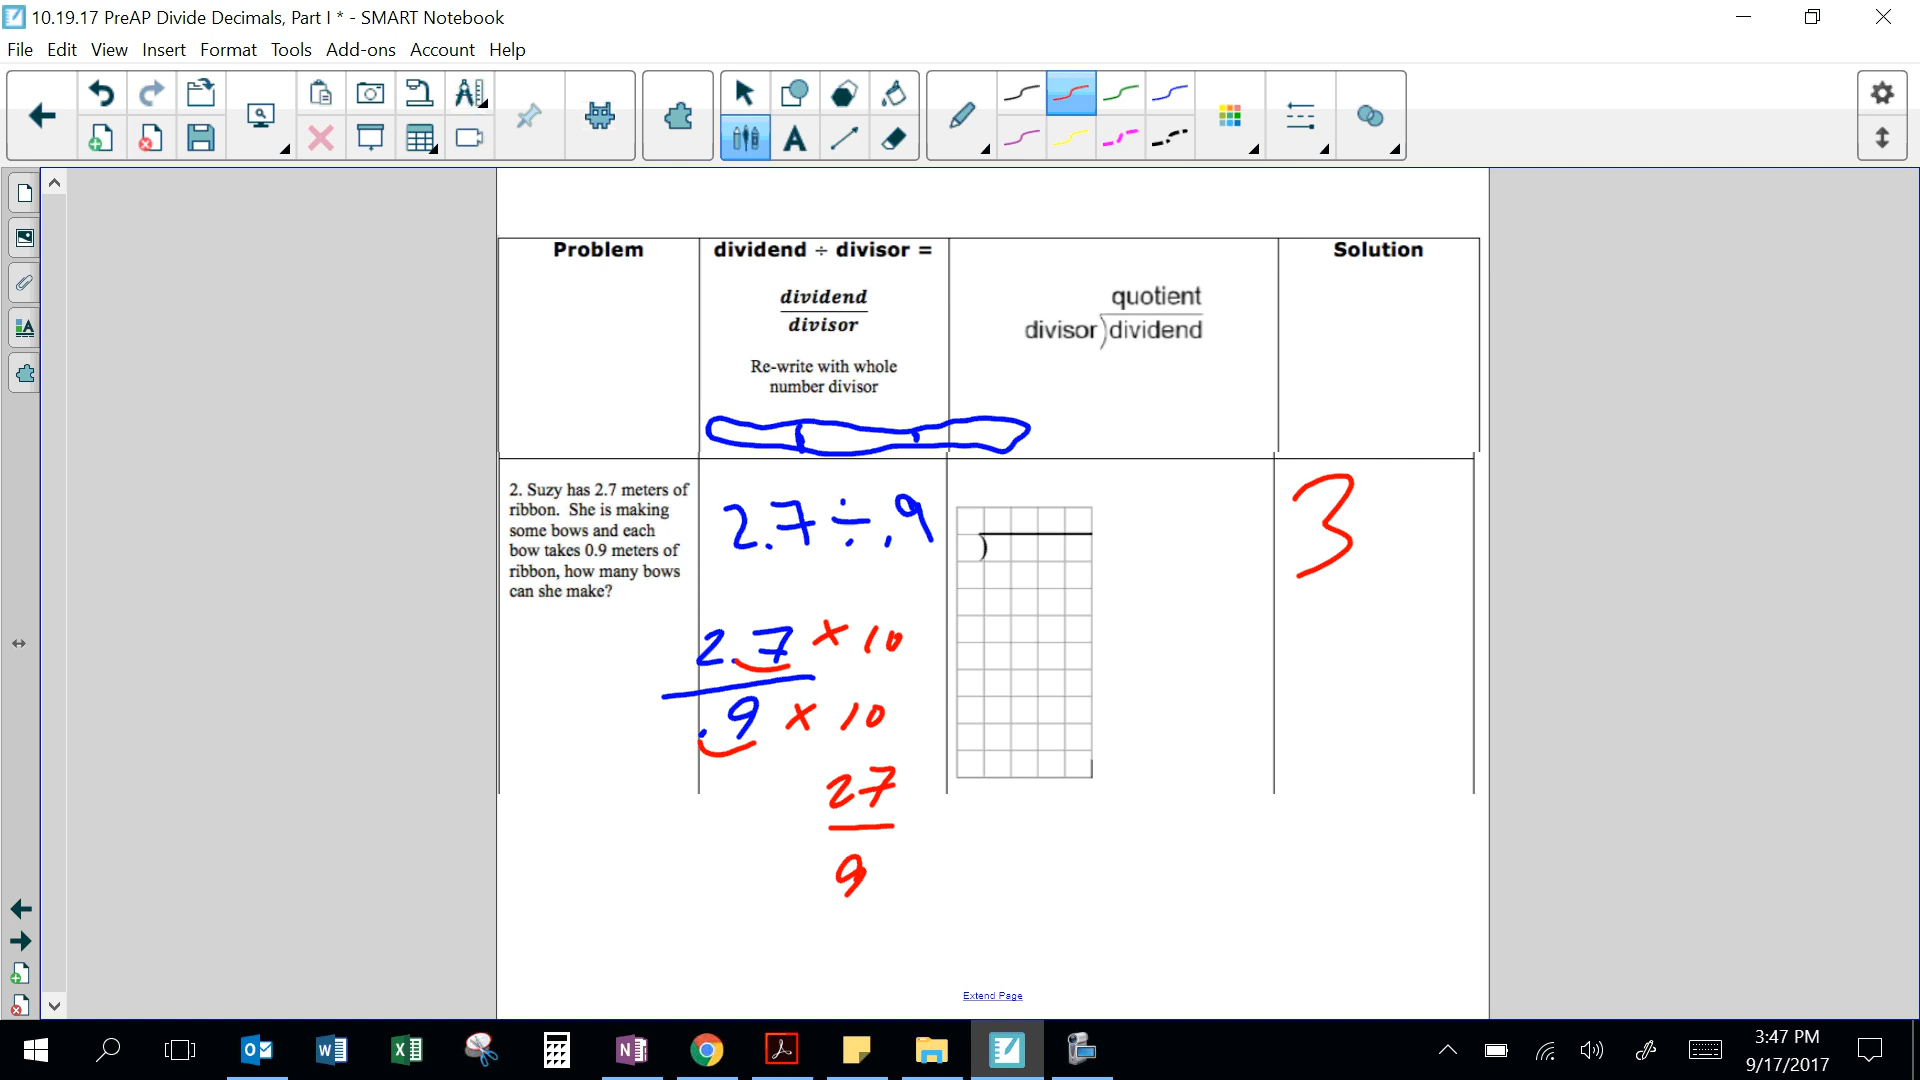 10.19.17 PreAP Divide Decimals, Part I * - SMART Notebook
File Edit View Insert Format Tools Add-ons Account Help
Problem
dividend ÷ divisor =
dividend
divisor
Re-write with whole
number divisor
quotient
divisor)dividend
Solution
2. Suzy has 2.7 meters of
ribbon. She is making
some bows and each
bow takes 0.9 meters of
ribbon, how many bows
can she make?
2.7 ÷ .9
2.7 × 10
.9 × 10
27
9
3
Extend Page
3:47 PM
9/17/2017